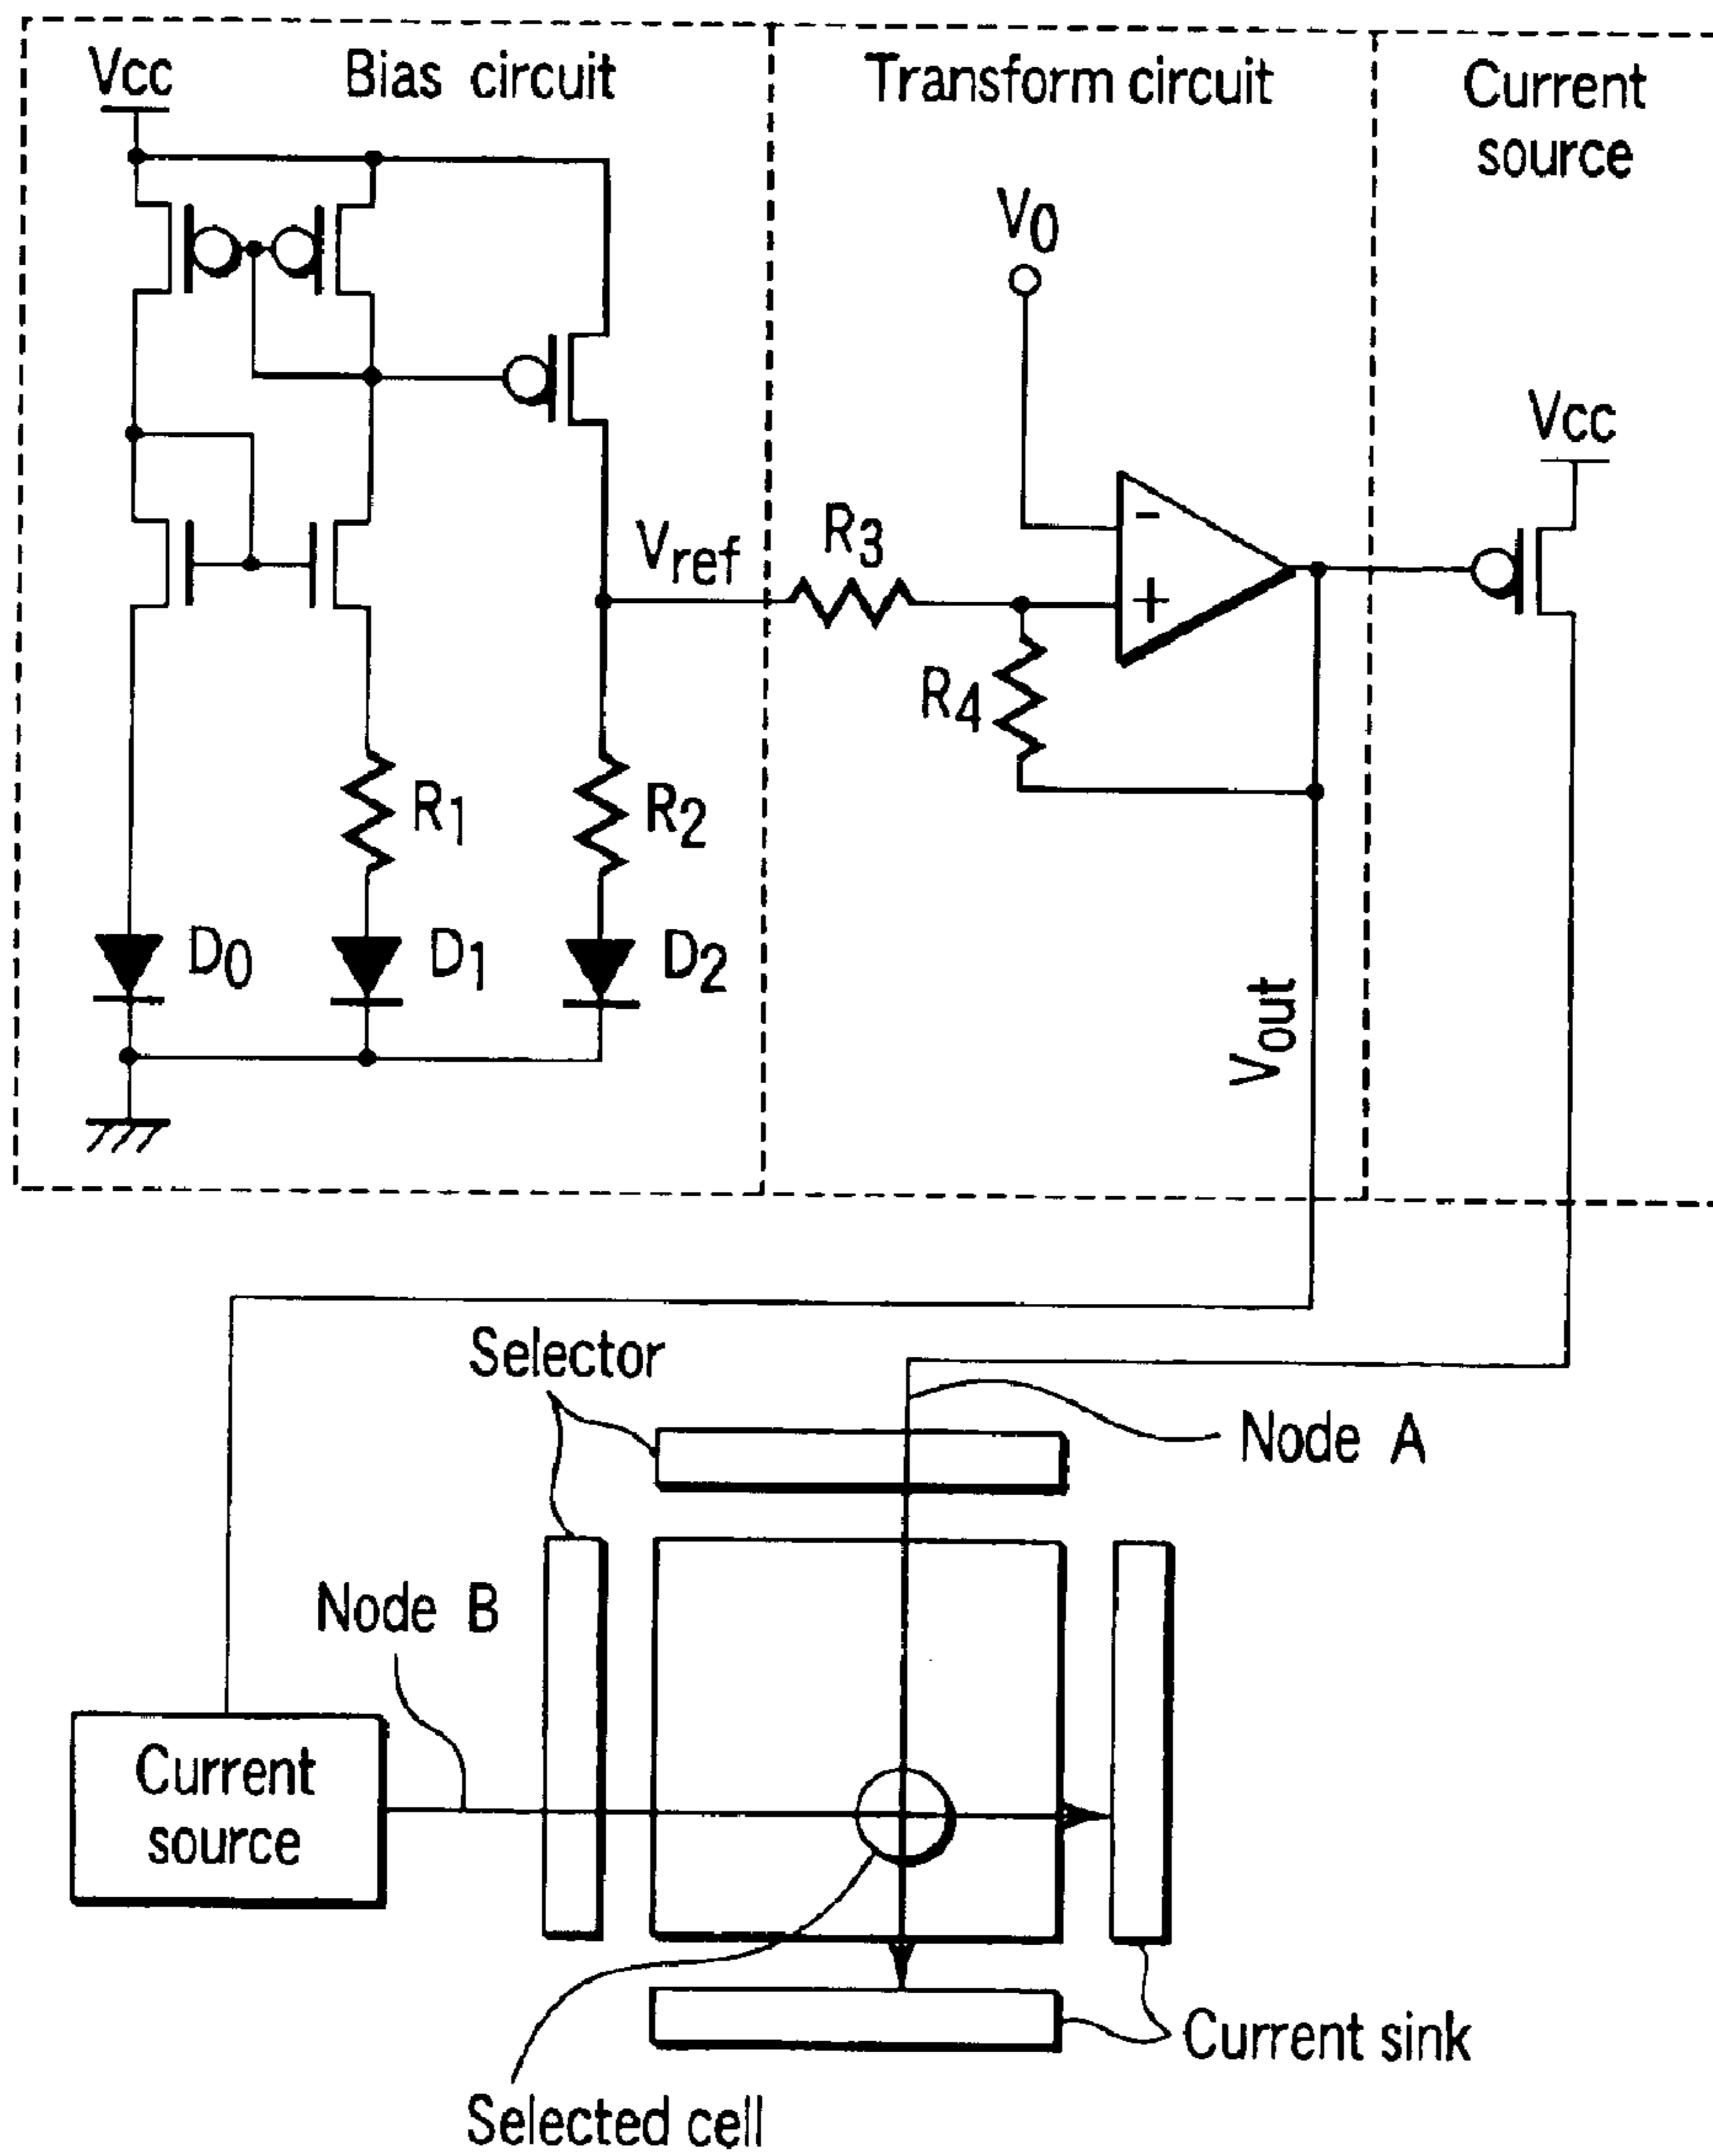 Vcc
Bias circuit
Transform circuit
Current
source
V0
Vcc
Vref
R3
-
+
R4
R1
R2
D0
D1
D2
Vout
Selector
Node A
Node B
Current
source
Current sink
Selected cell